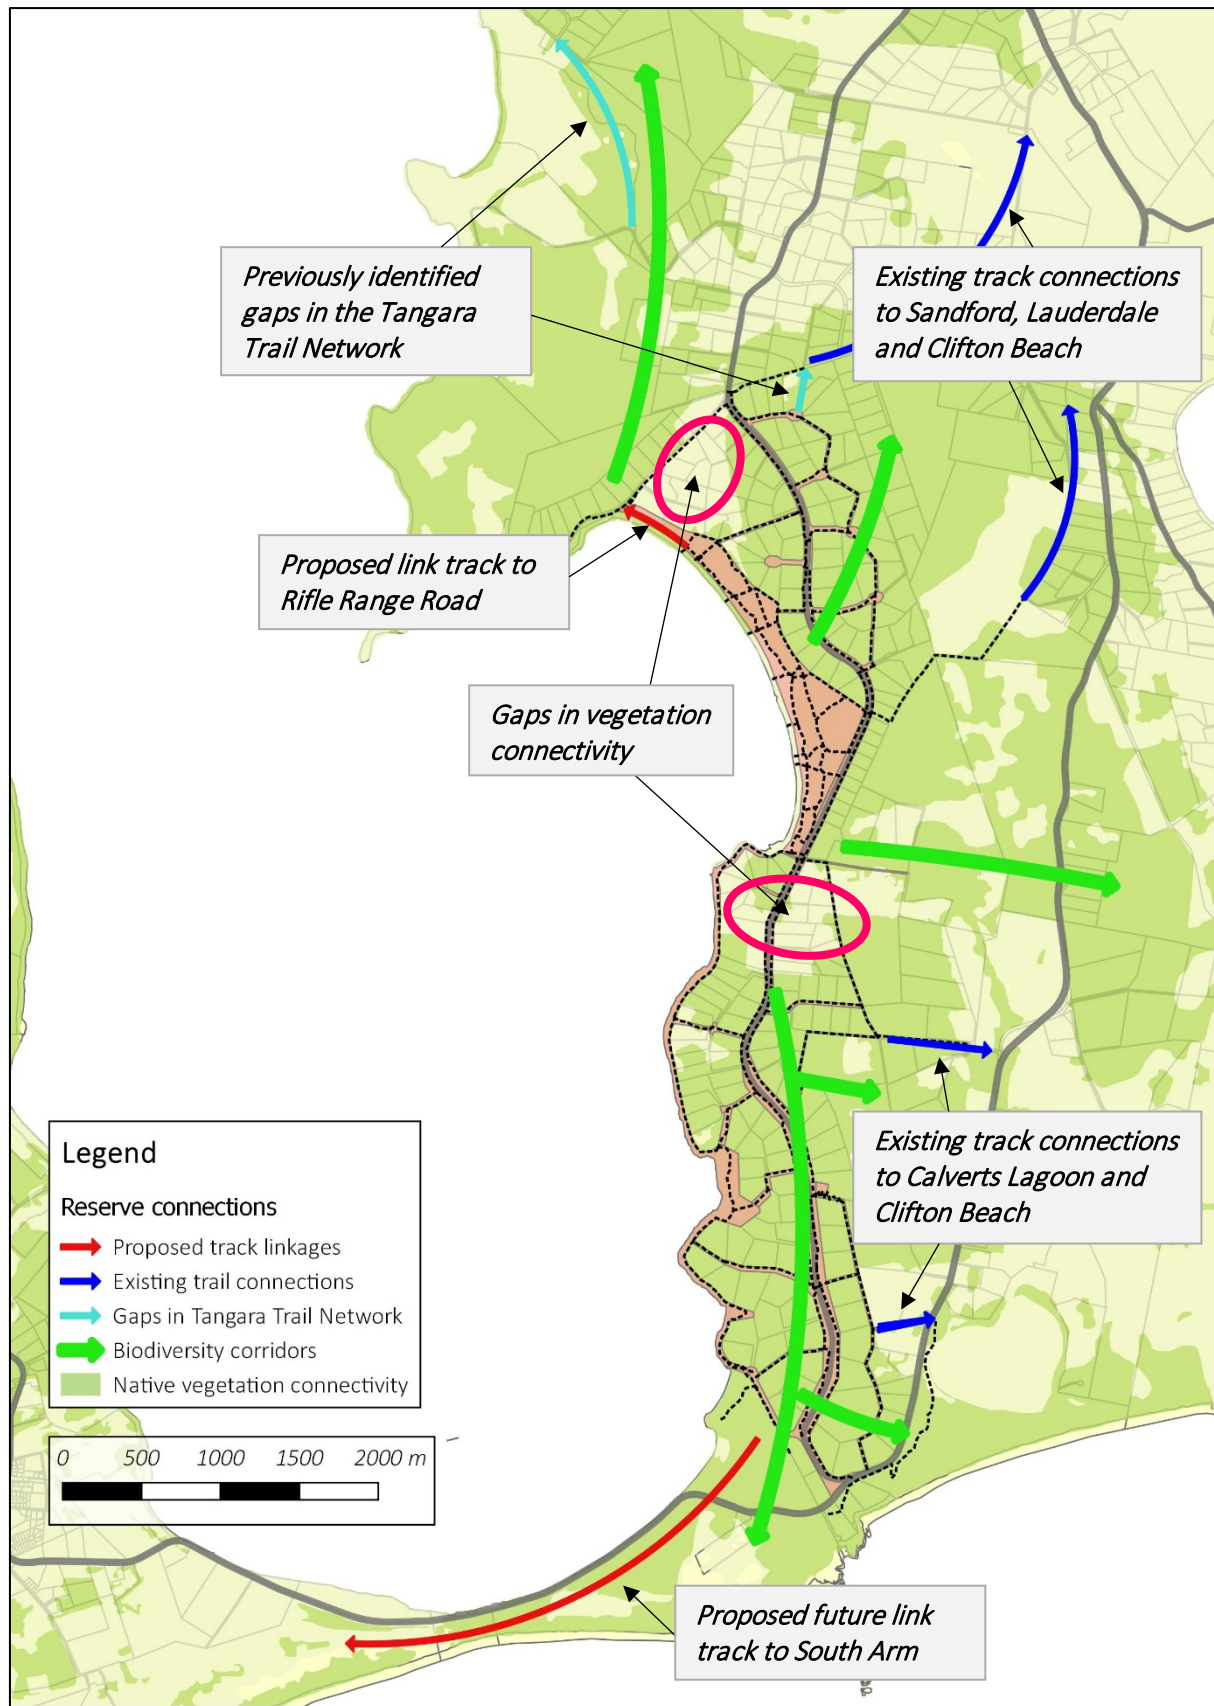 Previously identified
gaps in the Tangara
Trail Network
Existing track connections
to Sandford, Lauderdale
and Clifton Beach
Proposed link track to
Rifle Range Road
Gaps in vegetation
connectivity
Existing track connections
to Calverts Lagoon and
Clifton Beach
Legend
Reserve connections
Proposed track linkages
Existing trail connections
Gaps in Tangara Trail Network
Biodiversity corridors
Native vegetation connectivity
0 500 1000 1500 2000 m
Proposed future link
track to South Arm